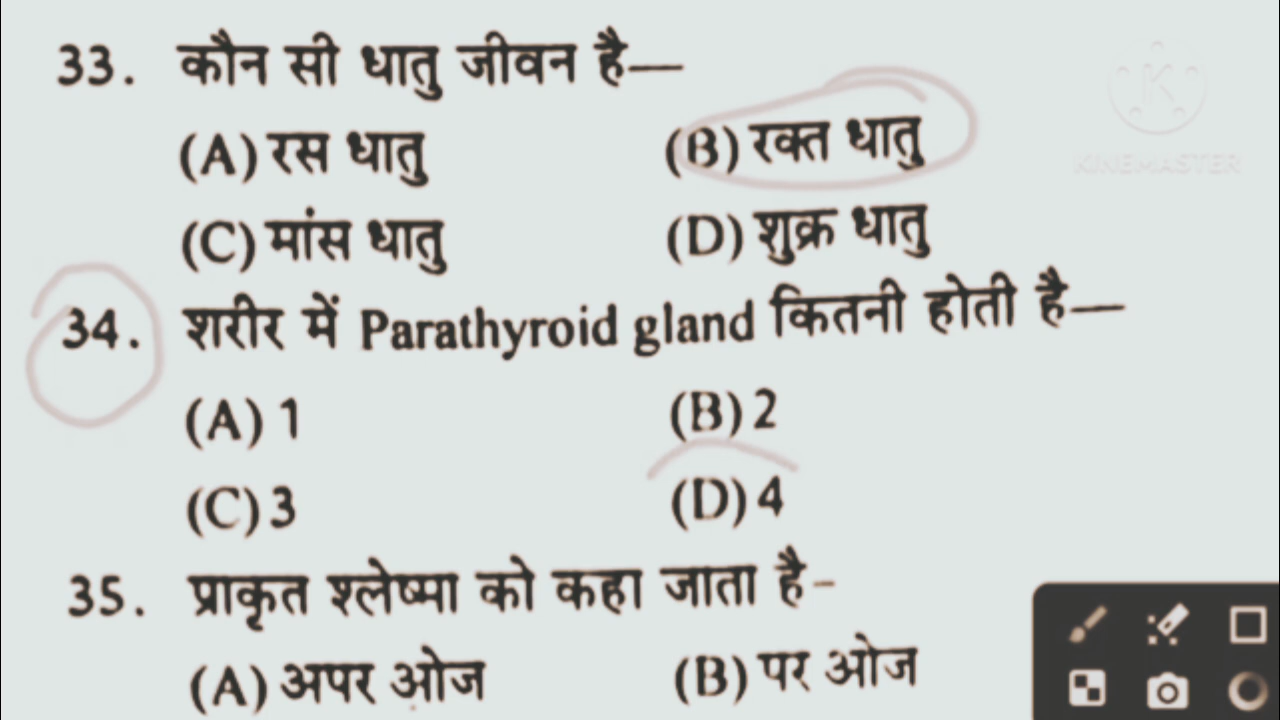 33. कौन सी धातु जीवन है—
(A) रस धातु (B) रक्त धातु
(C) मांस धातु (D) शुक्र धातु
34. शरीर में Parathyroid gland कितनी होती है—
(A) 1 (B) 2
(C) 3 (D) 4
35. प्राकृत श्लेष्मा को कहा जाता है-
(A) अपर ओज (B) पर ओज
K
KINEMASTER